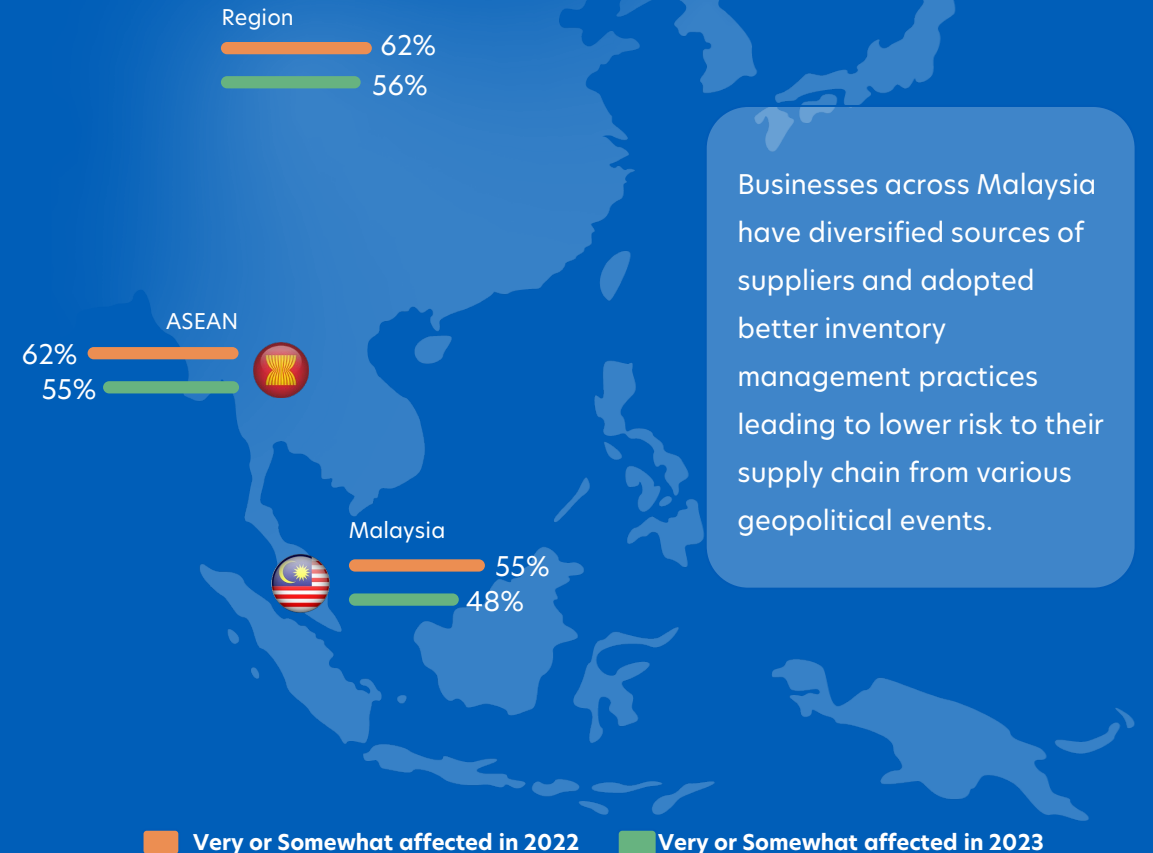 Region
62%
56%
ASEAN
62%
55%
Malaysia
55%
48%
Businesses across Malaysia
have diversified sources of
suppliers and adopted
better inventory
management practices
leading to lower risk to their
supply chain from various
geopolitical events.
Very or Somewhat affected in 2022
Very or Somewhat affected in 2023